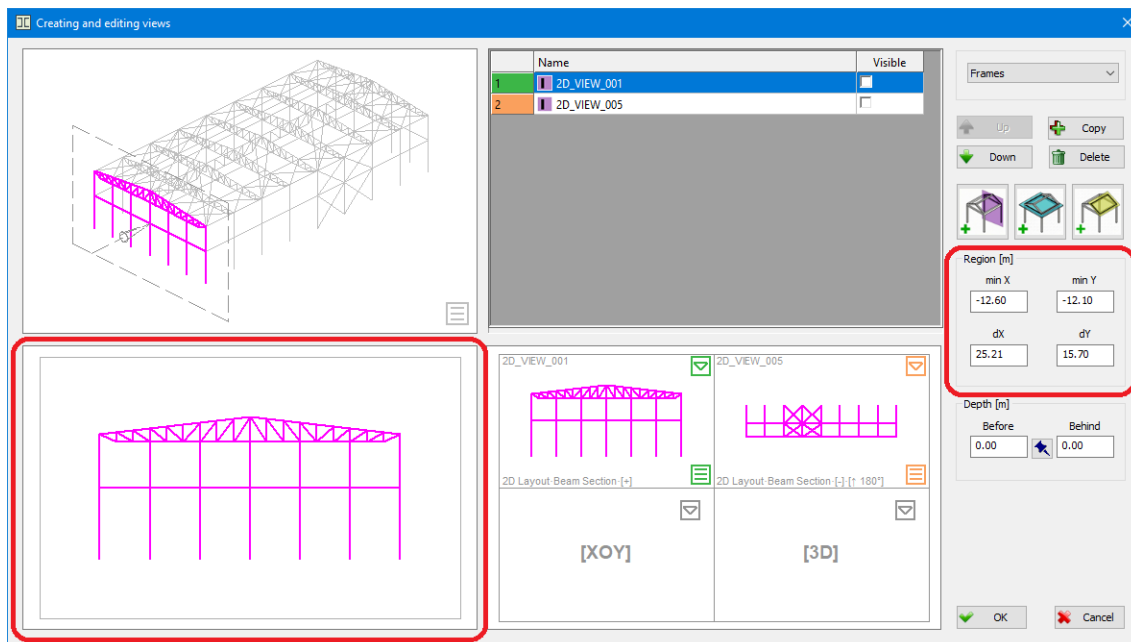 Creating and editing views
Name Visible
1 2D_VIEW_001
2 2D_VIEW_005
Frames
Up Copy
Down Delete
Region [m]
min X min Y
-12.60 -12.10
dX dY
25.21 15.70
Depth [m]
Before Behind
0.00 0.00
2D_VIEW_001 2D_VIEW_005
2D Layout·Beam Section·[+] 2D Layout·Beam Section·[-]·[↑ 180°]
[XOY] [3D]
OK Cancel